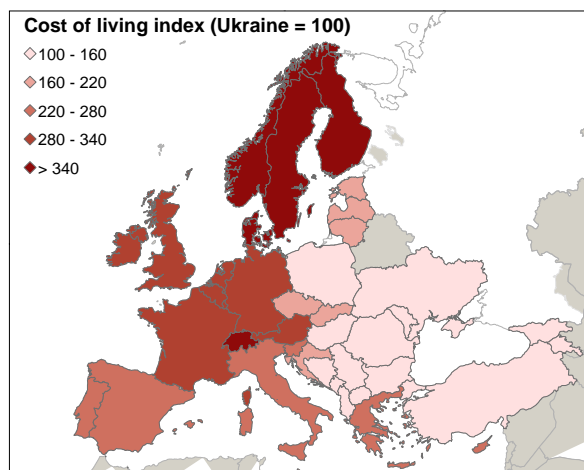 Cost of living index (Ukraine = 100)
100 - 160
160 - 220
220 - 280
280 - 340
> 340